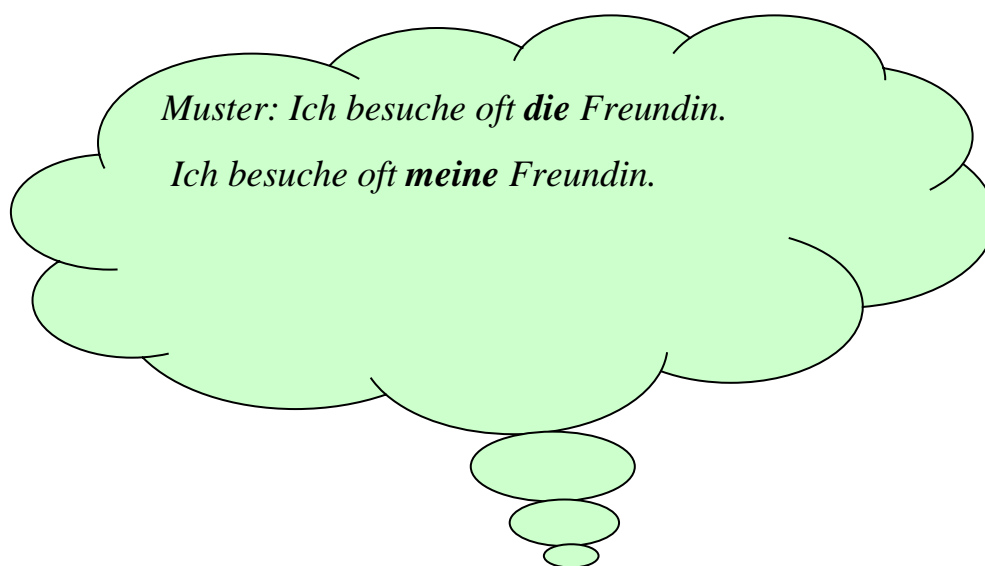 Muster: Ich besuche oft die Freundin.
Ich besuche oft meine Freundin.